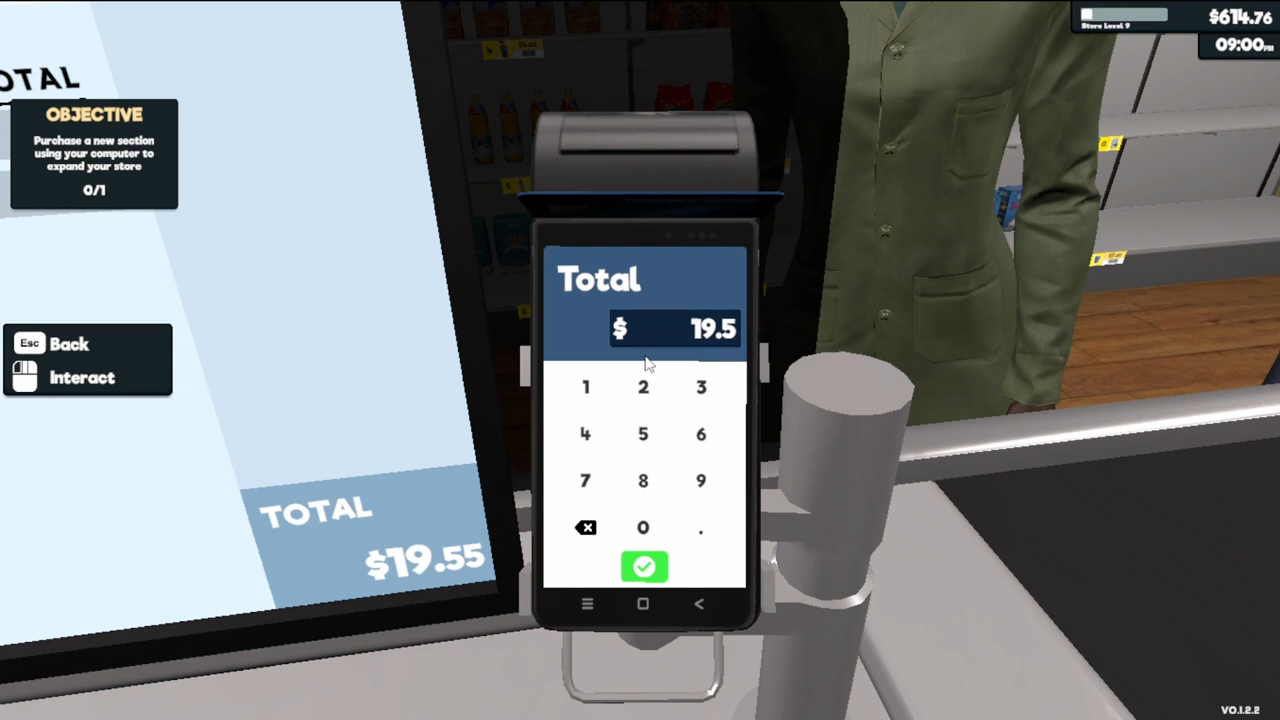 OTAL
OBJECTIVE
Purchase a new section
using your computer to
expand your store
0/1
Esc Back
Interact
TOTAL
$19.55
Total
$ 19.5
1 2 3
4 5 6
7 8 9
0 .
$614.76
Store Level 9
09:00PM
V0.1.2.2